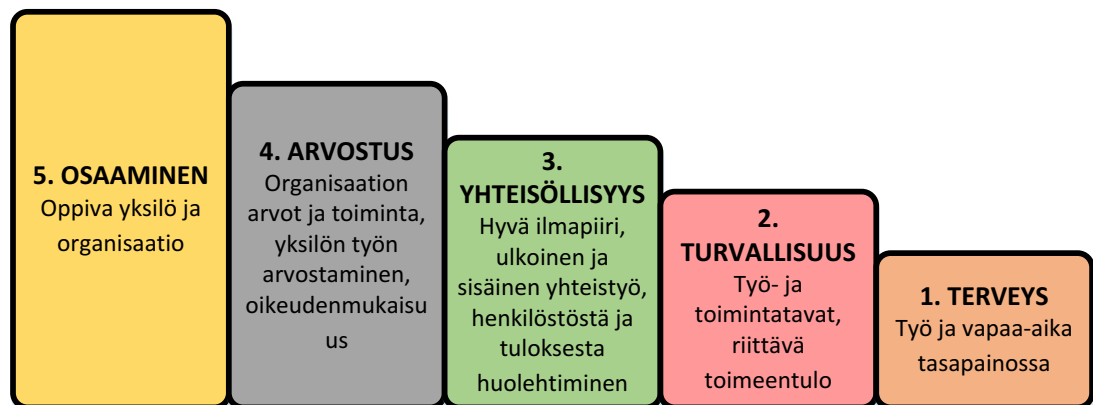 5. OSAAMINEN
Oppiva yksilö ja
organisaatio
4. ARVOSTUS
Organisaation
arvot ja toiminta,
yksilön työn
arvostaminen,
oikeudenmukaisu
us
3.
YHTEISÖLLISYYS
Hyvä ilmapiiri,
ulkoinen ja
sisäinen yhteistyö,
henkilöstöstä ja
tuloksesta
huolehtiminen
2.
TURVALLISUUS
Työ- ja
toimintatavat,
riittävä
toimeentulo
1. TERVEYS
Työ ja vapaa-aika
tasapainossa